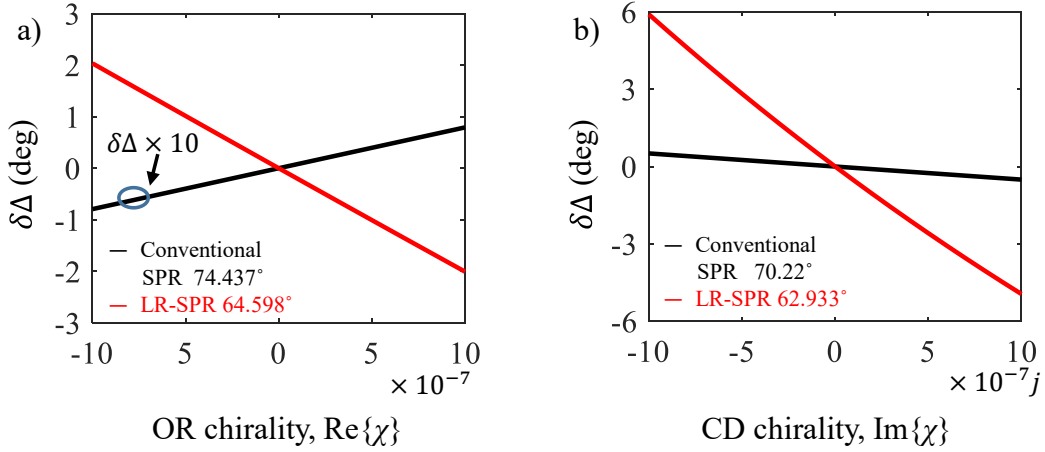 a)
δΔ (deg)
3
2
1
0
-1
-2
-3
δΔ × 10
Conventional
SPR 74.437°
LR-SPR 64.598°
-10 -5 0 5 10
× 10⁻⁷
OR chirality, Re{χ}
b)
δΔ (deg)
6
3
0
-3
-6
Conventional
SPR 70.22°
LR-SPR 62.933°
-10 -5 0 5 10
× 10⁻⁷j
CD chirality, Im{χ}